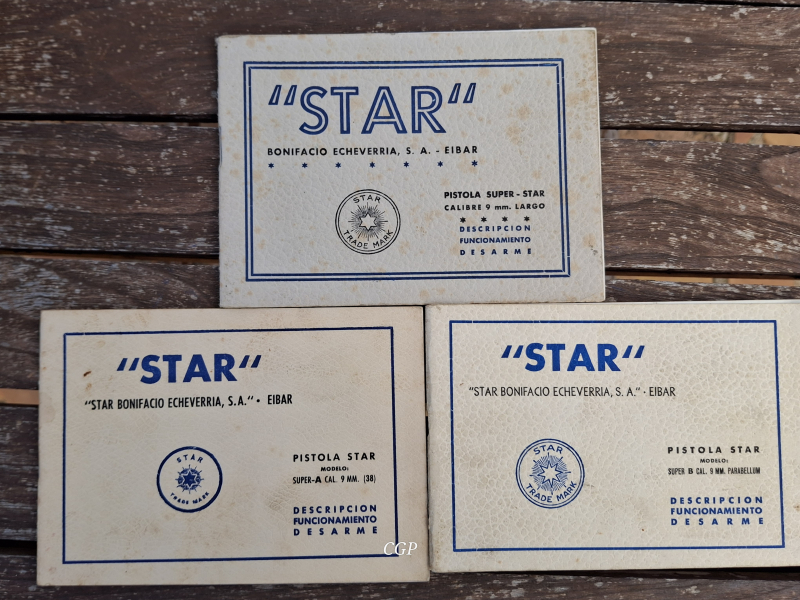 "STAR"
BONIFACIO ECHEVERRIA, S. A. - EIBAR
* * * * * * *
STAR
TRADE MARK
PISTOLA SUPER-STAR
CALIBRE 9 mm. LARGO
* * * *
DESCRIPCION
FUNCIONAMIENTO
DESARME
"STAR"
"STAR BONIFACIO ECHEVERRIA, S.A." • EIBAR
STAR
TRADE MARK
PISTOLA STAR
MODELO:
SUPER-A CAL. 9 MM. (38)
DESCRIPCION
FUNCIONAMIENTO
DESARME
"STAR"
"STAR BONIFACIO ECHEVERRIA, S. A." · EIBAR
STAR
TRADE MARK
PISTOLA STAR
MODELO:
SUPER B CAL. 9 MM. PARABELLUM
DESCRIPCION
FUNCIONAMIENTO
DESARME
CGP